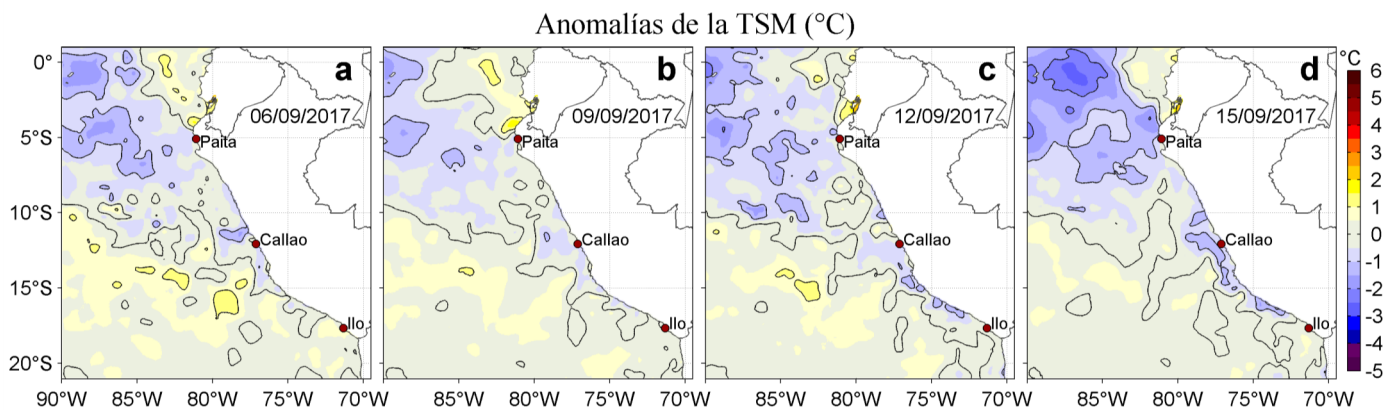 Anomalías de la TSM (°C)
a b c d °C
06/09/2017 09/09/2017 12/09/2017 15/09/2017
Paita Paita Paita Paita
Callao Callao Callao Callao
Ilo Ilo Ilo Ilo
0°
5°S
10°S
15°S
20°S
90°W 85°W 80°W 75°W 70°W 85°W 80°W 75°W 70°W 85°W 80°W 75°W 70°W 85°W 80°W 75°W 70°W
6
5
4
3
2
1
0
-1
-2
-3
-4
-5